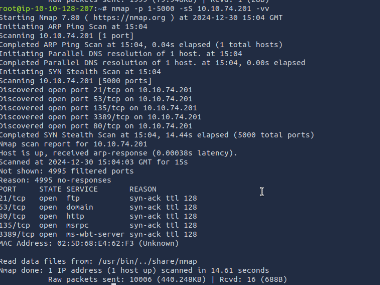 Raw packets sent:
root@ip-10-10-128-207:~# nmap -p 1-5000 -sS 10.10.74.201 -vv
Starting Nmap 7.80 ( https://nmap.org ) at 2024-12-30 15:04 GMT
Initiating ARP Ping Scan at 15:04
Scanning 10.10.74.201 [1 port]
Completed ARP Ping Scan at 15:04, 0.04s elapsed (1 total hosts)
Initiating Parallel DNS resolution of 1 host. at 15:04
Completed Parallel DNS resolution of 1 host. at 15:04, 0.00s elapsed
Initiating SYN Stealth Scan at 15:04
Scanning 10.10.74.201 [5000 ports]
Discovered open port 21/tcp on 10.10.74.201
Discovered open port 53/tcp on 10.10.74.201
Discovered open port 135/tcp on 10.10.74.201
Discovered open port 3389/tcp on 10.10.74.201
Discovered open port 80/tcp on 10.10.74.201
Completed SYN Stealth Scan at 15:04, 14.44s elapsed (5000 total ports)
Nmap scan report for 10.10.74.201
Host is up, received arp-response (0.00038s latency).
Scanned at 2024-12-30 15:04:03 GMT for 15s
Not shown: 4995 filtered ports
Reason: 4995 no-responses
PORT STATE SERVICE REASON
21/tcp open ftp syn-ack ttl 128
53/tcp open domain syn-ack ttl 128
80/tcp open http syn-ack ttl 128
135/tcp open msrpc syn-ack ttl 128
3389/tcp open ms-wbt-server syn-ack ttl 128
MAC Address: 02:5D:68:E4:62:F3 (Unknown)
Read data files from: /usr/bin/../share/nmap
Nmap done: 1 IP address (1 host up) scanned in 14.61 seconds
Raw packets sent: 10006 (440.248KB) | Rcvd: 16 (688B)